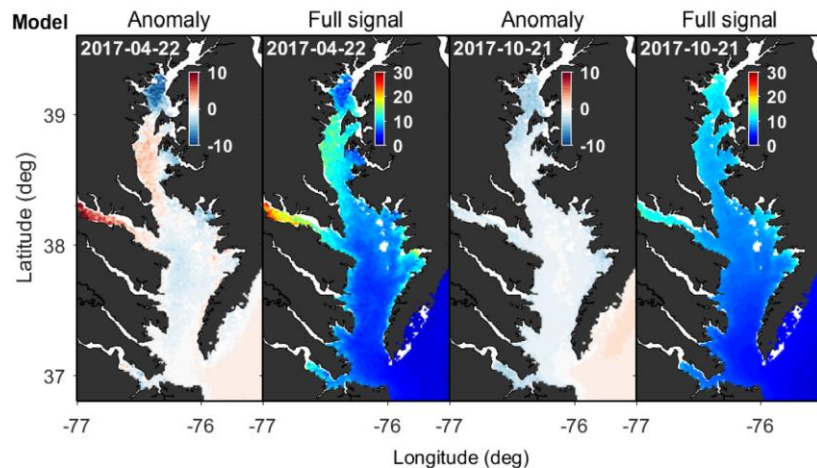 Model Anomaly Full signal Anomaly Full signal
2017-04-22 2017-04-22 2017-10-21 2017-10-21
10 30 10 30
20 20
0 0
10 10
-10 0 -10 0
39
38
37
Latitude (deg)
-77 -76 -77 -76 -77 -76 -77 -76
Longitude (deg)